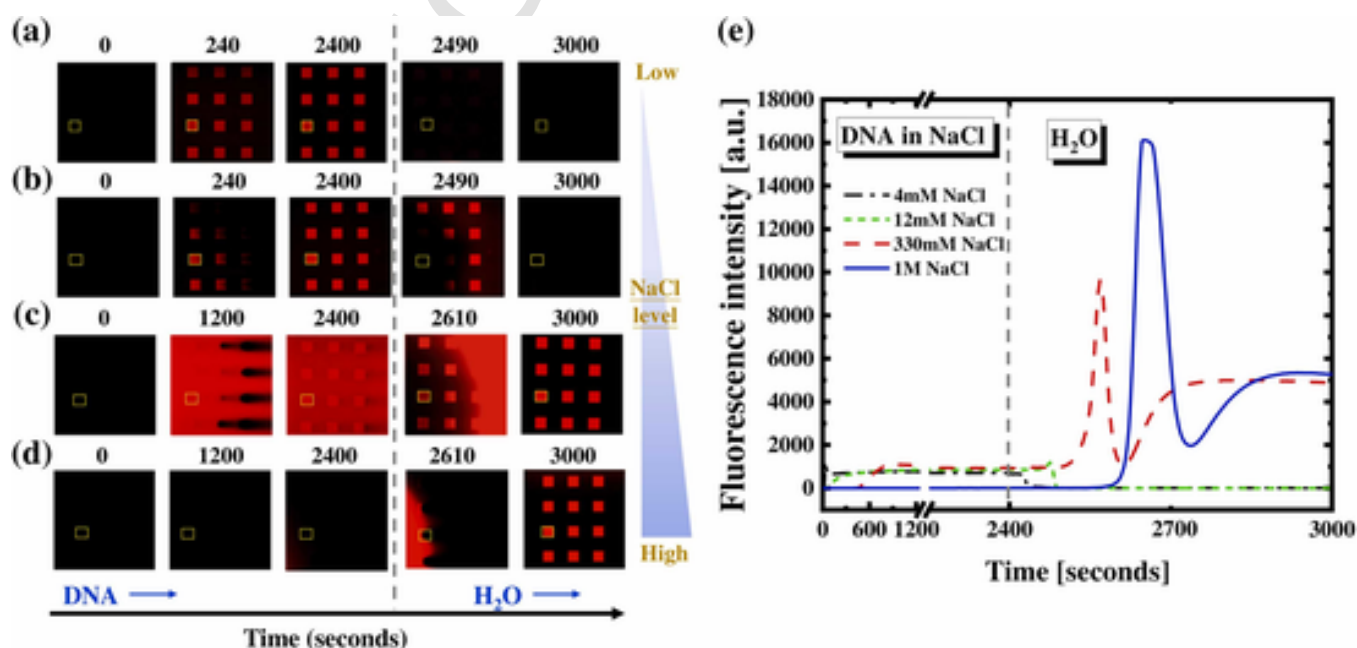 (a)
0 240 2400 2490 3000
(b)
0 240 2400 2490 3000
(c)
0 1200 2400 2610 3000
(d)
0 1200 2400 2610 3000
DNA H₂O
Time (seconds)
Low
NaCl
level
High
(e)
18000
16000
14000
12000
10000
8000
6000
4000
2000
0
Fluorescence intensity [a.u.]
DNA in NaCl H₂O
4mM NaCl
12mM NaCl
330mM NaCl
1M NaCl
0 600 1200 2400 2700 3000
Time [seconds]